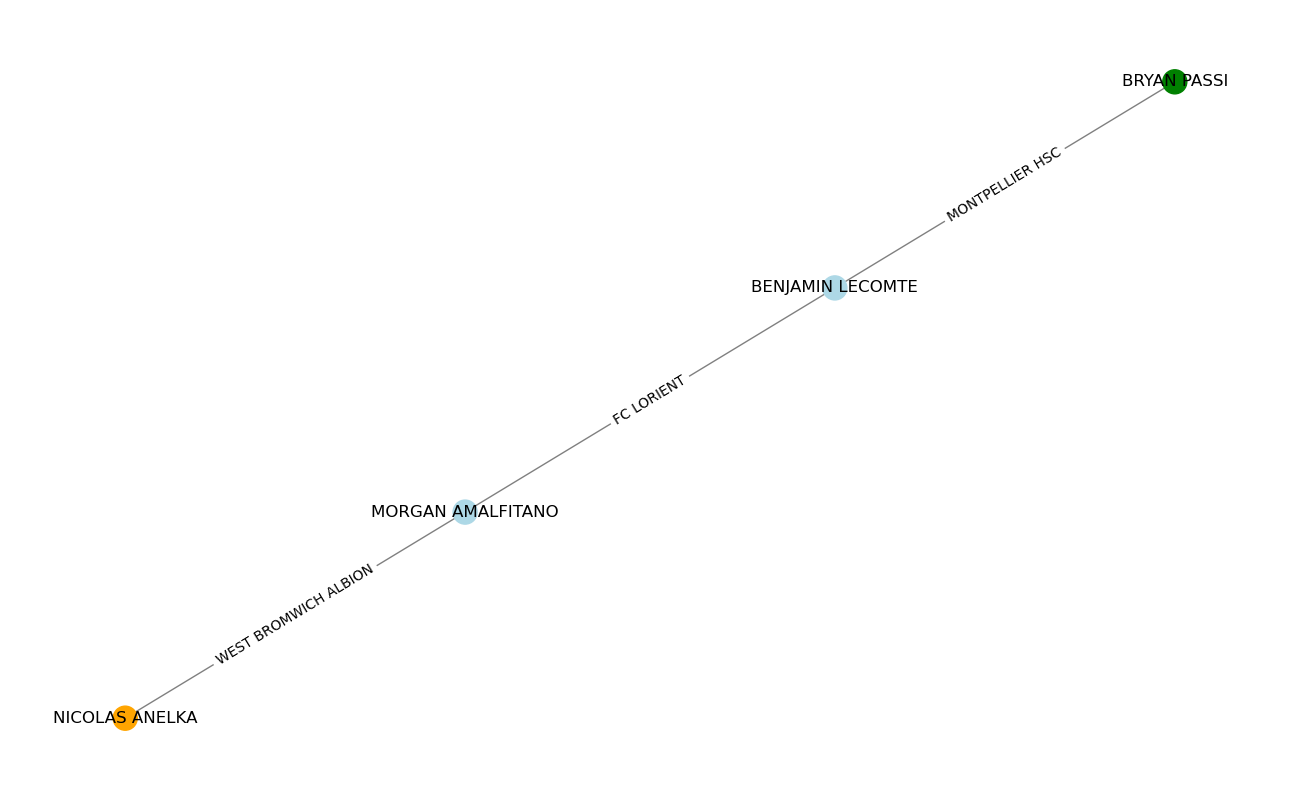 BRYAN PASSI
MONTPELLIER HSC
BENJAMIN LECOMTE
FC LORIENT
MORGAN AMALFITANO
WEST BROMWICH ALBION
NICOLAS ANELKA